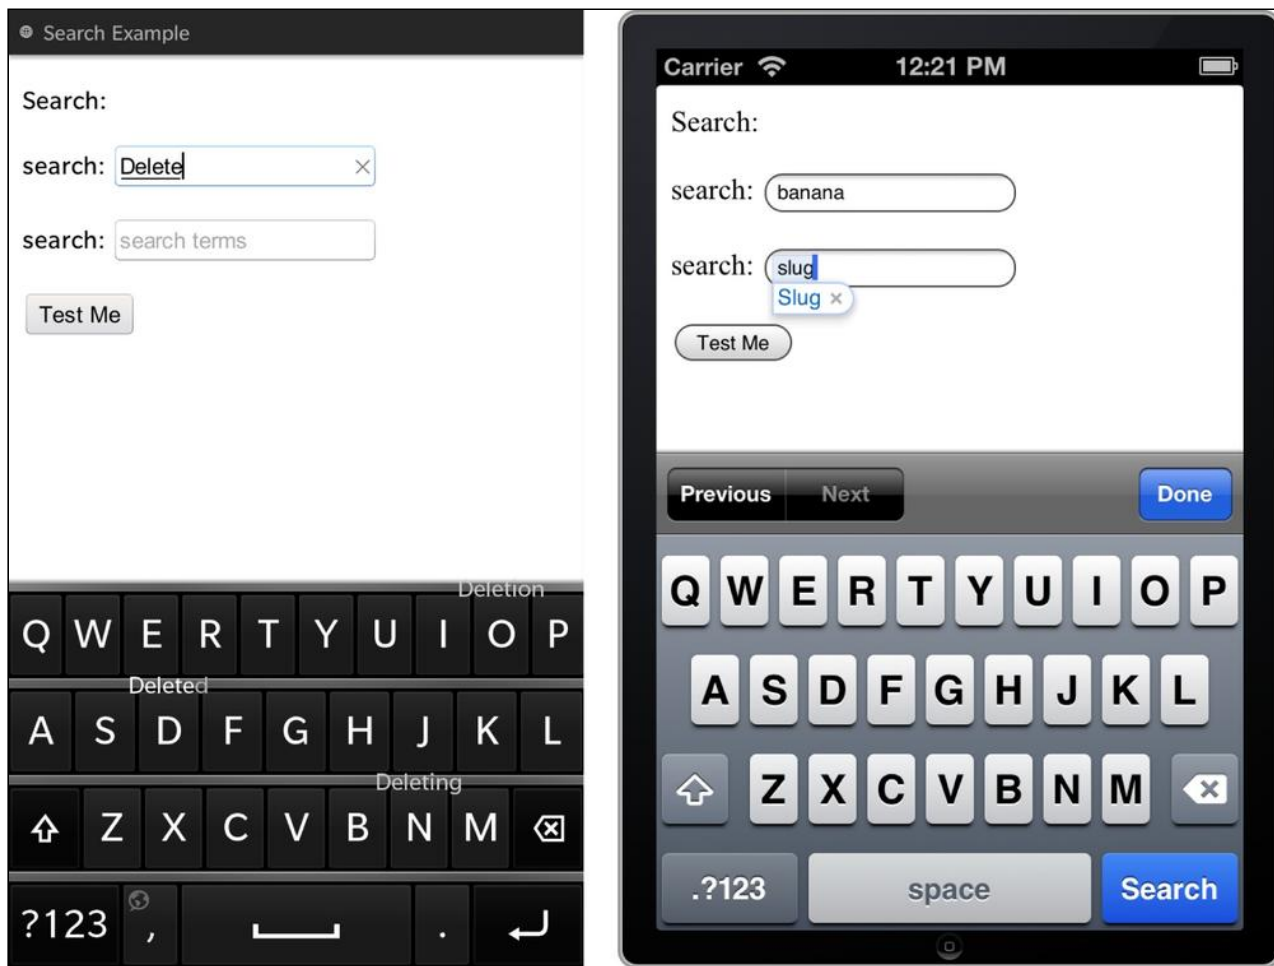 Search Example
Search:
search: Delete
search: search terms
Test Me
Deletion
Q W E R T Y U I O P
Deleted
A S D F G H J K L
Deleting
Z X C V B N M
?123 , .
Carrier 12:21 PM
Search:
search: banana
search: slug
Slug ×
Test Me
Previous Next Done
Q W E R T Y U I O P
A S D F G H J K L
Z X C V B N M
.?123 space Search